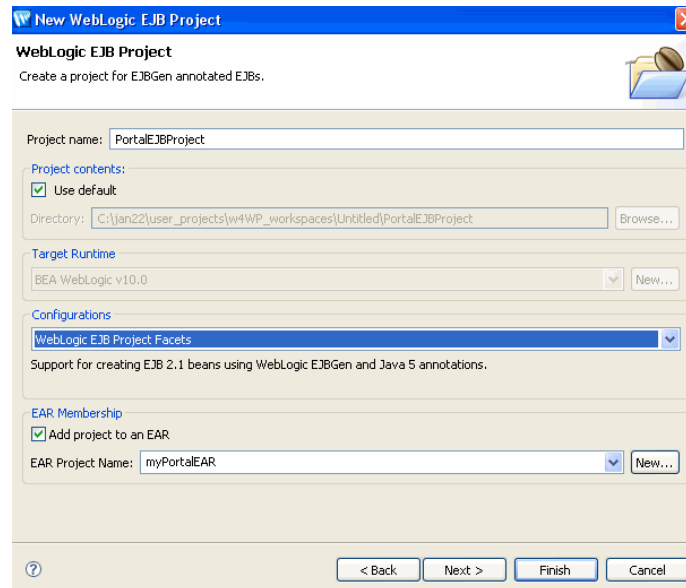 New WebLogic EJB Project
WebLogic EJB Project
Create a project for EJBGen annotated EJBs.
Project name: PortalEJBProject
Project contents:
Use default
Directory: C:\jan22\user_projects\w4WP_workspaces\Untitled\PortalEJBProject Browse...
Target Runtime
BEA WebLogic v10.0 New...
Configurations
WebLogic EJB Project Facets
Support for creating EJB 2.1 beans using WebLogic EJBGen and Java 5 annotations.
EAR Membership
Add project to an EAR
EAR Project Name: myPortalEAR New...
? < Back Next > Finish Cancel